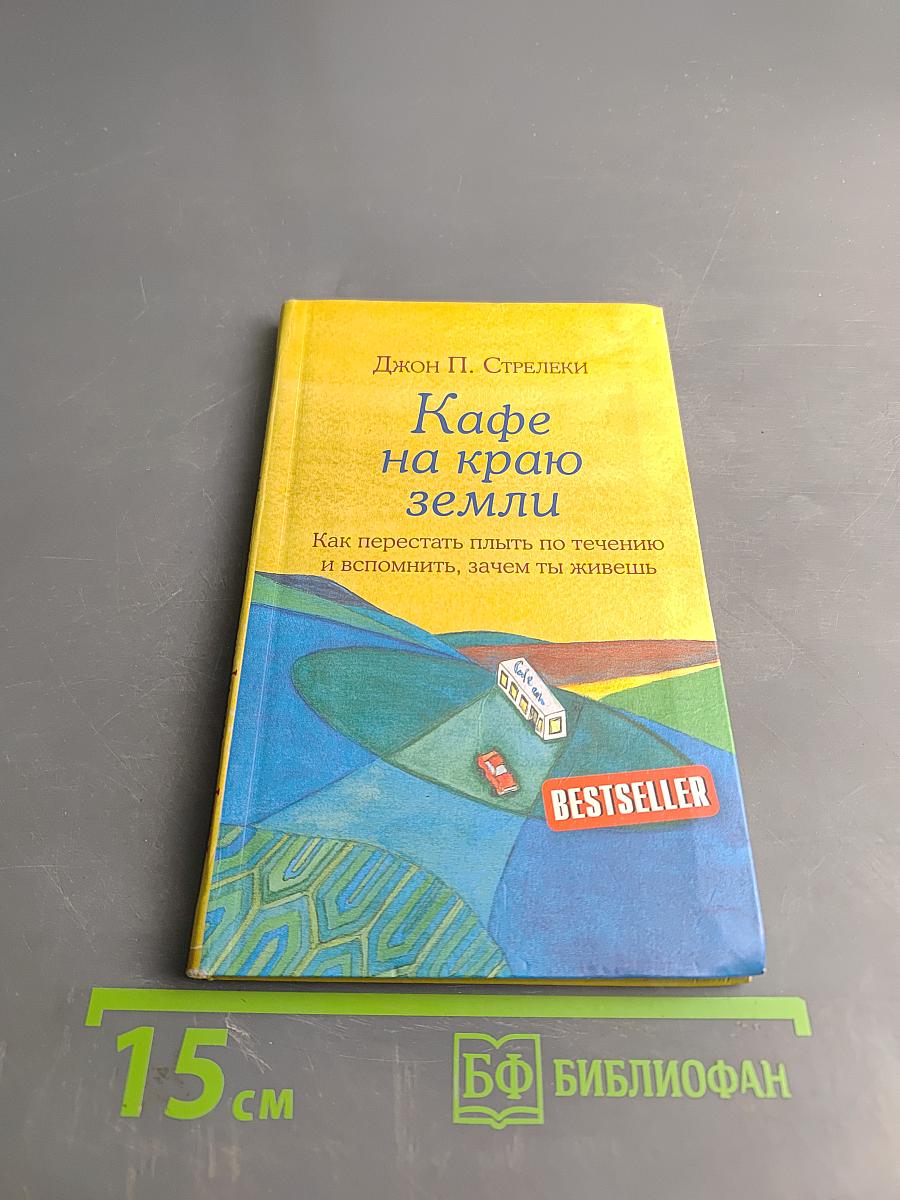 Джон П. Стрелеки
Кафе
на краю
земли
Как перестать плыть по течению
и вспомнить, зачем ты живешь
BESTSELLER
15 см
БФ БИБЛИОФАН